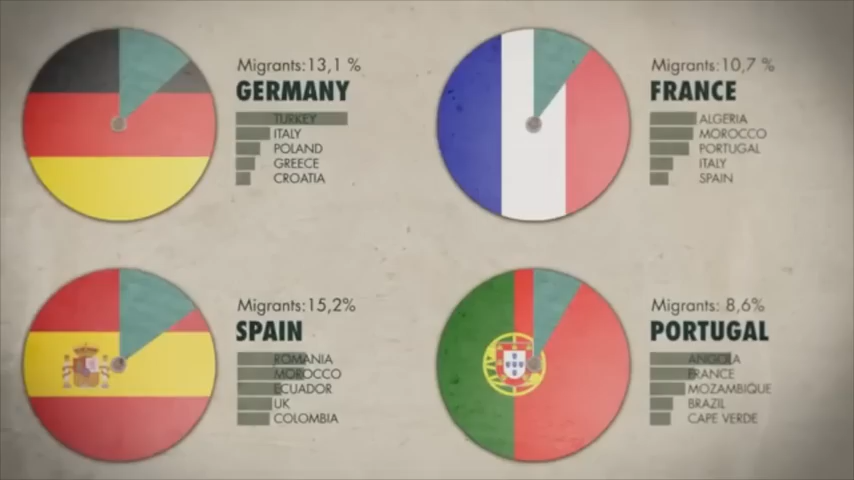 Migrants:13,1 %
GERMANY
TURKEY
ITALY
POLAND
GREECE
CROATIA
Migrants:10,7 %
FRANCE
ALGERIA
MOROCCO
PORTUGAL
ITALY
SPAIN
Migrants:15,2%
SPAIN
ROMANIA
MOROCCO
ECUADOR
UK
COLOMBIA
Migrants: 8,6%
PORTUGAL
ANGOLA
FRANCE
MOZAMBIQUE
BRAZIL
CAPE VERDE